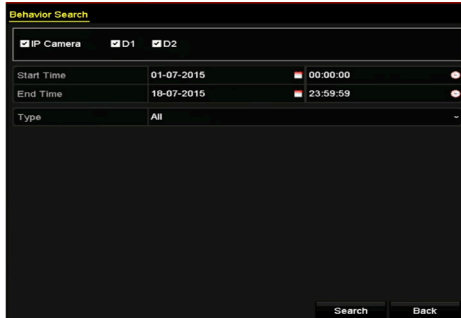 Behavior Search
IP Camera D1 D2
Start Time 01-07-2015 00:00:00
End Time 18-07-2015 23:59:59
Type All
Search Back